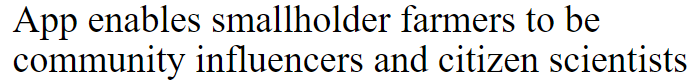 App enables smallholder farmers to be
community influencers and citizen scientists